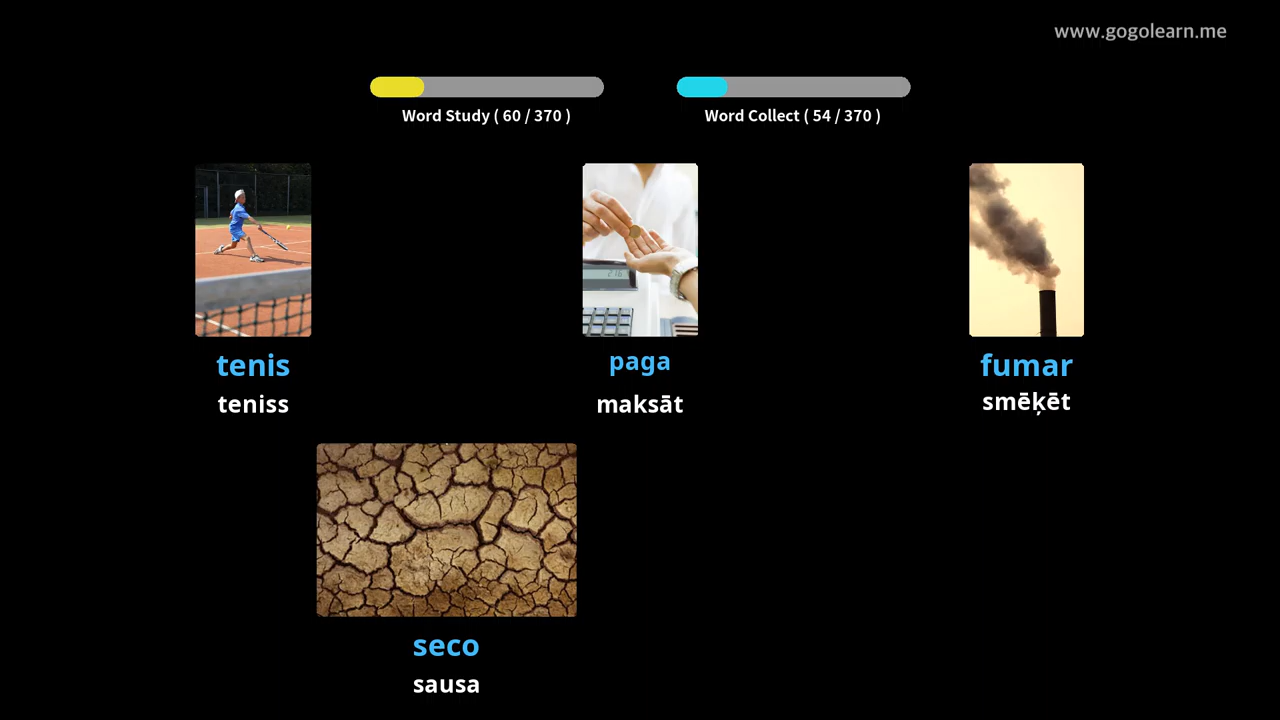 www.gogolearn.me
Word Study ( 60 / 370 )
Word Collect ( 54 / 370 )
tenis
teniss
paga
maksāt
fumar
smēķēt
seco
sausa